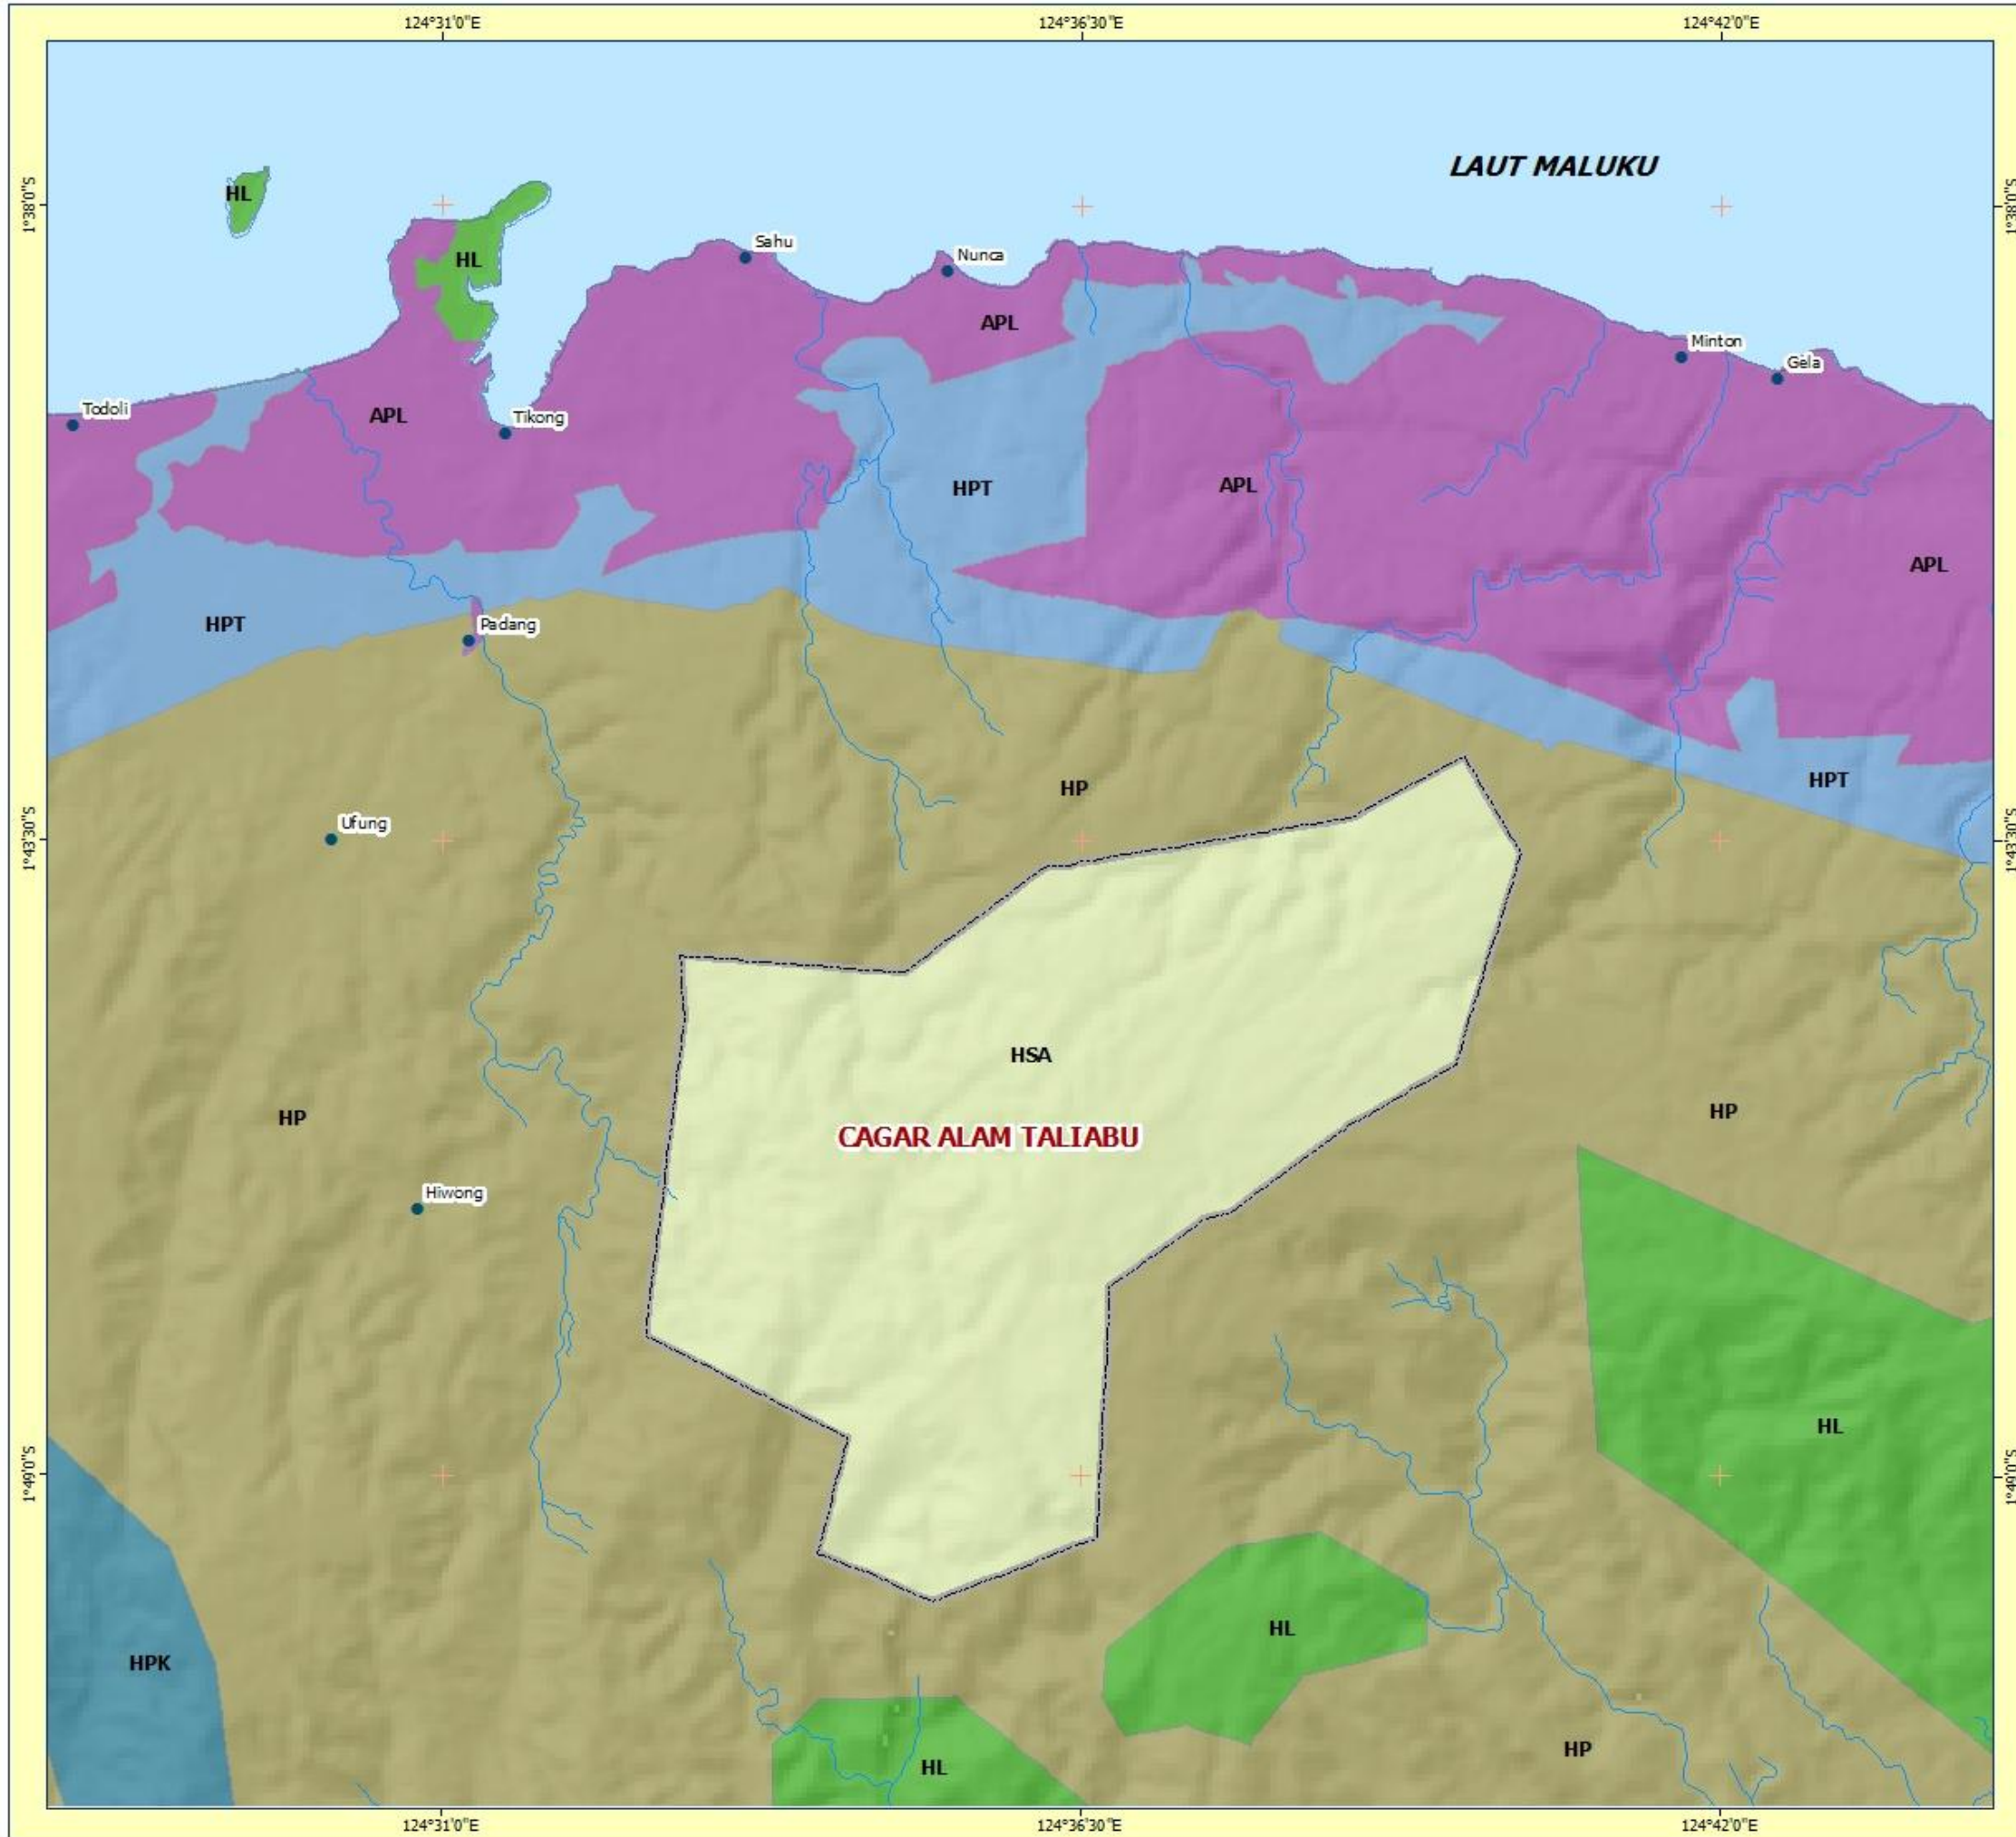 124°31'0"E
124°36'30"E
124°42'0"E
LAUT MALUKU
HL
1°38'0"S
1°38'0"S
Sahu
HL
Nunca
APL
Minton
Gela
Todoli
APL
Tikong
HPT
APL
APL
HPT
Padang
HPT
HP
Ufung
1°43'30"S
1°43'30"S
HSA
HP
HP
CAGAR ALAM TALIABU
Hiwong
HL
1°49'0"S
1°49'0"S
HL
HPK
HP
HL
124°31'0"E
124°36'30"E
124°42'0"E